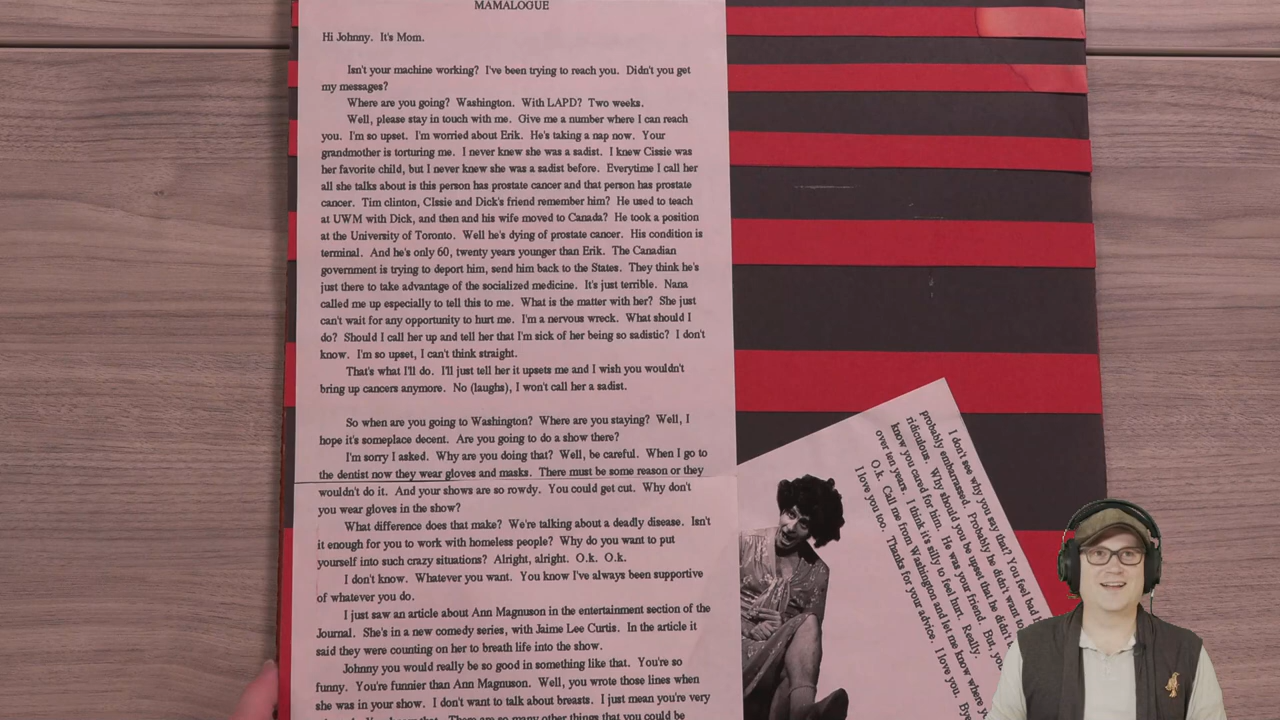 MAMALOGUE
Hi Johnny. It's Mom.
Isn't your machine working? I've been trying to reach you. Didn't you get
my messages?
Where are you going? Washington. With LAPD? Two weeks.
Well, please stay in touch with me. Give me a number where I can reach
you. I'm so upset. I'm worried about Erik. He's taking a nap now. Your
grandmother is torturing me. I never knew she was a sadist. I knew Cissie was
her favorite child, but I never knew she was a sadist before. Everytime I call her
all she talks about is this person has prostate cancer and that person has prostate
cancer. Tim clinton, CIssie and Dick's friend remember him? He used to teach
at UWM with Dick, and then and his wife moved to Canada? He took a position
at the University of Toronto. Well he's dying of prostate cancer. His condition is
terminal. And he's only 60, twenty years younger than Erik. The Canadian
government is trying to deport him, send him back to the States. They think he's
just there to take advantage of the socialized medicine. It's just terrible. Nana
called me up especially to tell this to me. What is the matter with her? She just
can't wait for any opportunity to hurt me. I'm a nervous wreck. What should I
do? Should I call her up and tell her that I'm sick of her being so sadistic? I don't
know. I'm so upset, I can't think straight.
That's what I'll do. I'll just tell her it upsets me and I wish you wouldn't
bring up cancers anymore. No (laughs), I won't call her a sadist.
So when are you going to Washington? Where are you staying? Well, I
hope it's someplace decent. Are you going to do a show there?
I'm sorry I asked. Why are you doing that? Well, be careful. When I go to
the dentist now they wear gloves and masks. There must be some reason or they
wouldn't do it. And your shows are so rowdy. You could get cut. Why don't
you wear gloves in the show?
What difference does that make? We're talking about a deadly disease. Isn't
it enough for you to work with homeless people? Why do you want to put
yourself into such crazy situations? Alright, alright. O.k. O.k.
I don't know. Whatever you want. You know I've always been supportive
of whatever you do.
I just saw an article about Ann Magnuson in the entertainment section of the
Journal. She's in a new comedy series, with Jaime Lee Curtis. In the article it
said they were counting on her to breath life into the show.
Johnny you would really be so good in something like that. You're so
funny. You're funnier than Ann Magnuson. Well, you wrote those lines when
she was in your show. I don't want to talk about breasts. I just mean you're very
There are so many other things that you could be
I don't see why you say that? You feel bad
probably embarrassed. Probably he didn't want to
ridiculous. Why should you be upset that he didn't
know you cared for him. He was your friend. But, you
over ten years. I think it's silly to feel hurt. Really.
O.k. Call me from Washington and let me know where y
I love you too. Thanks for your advice. I love you. Bye